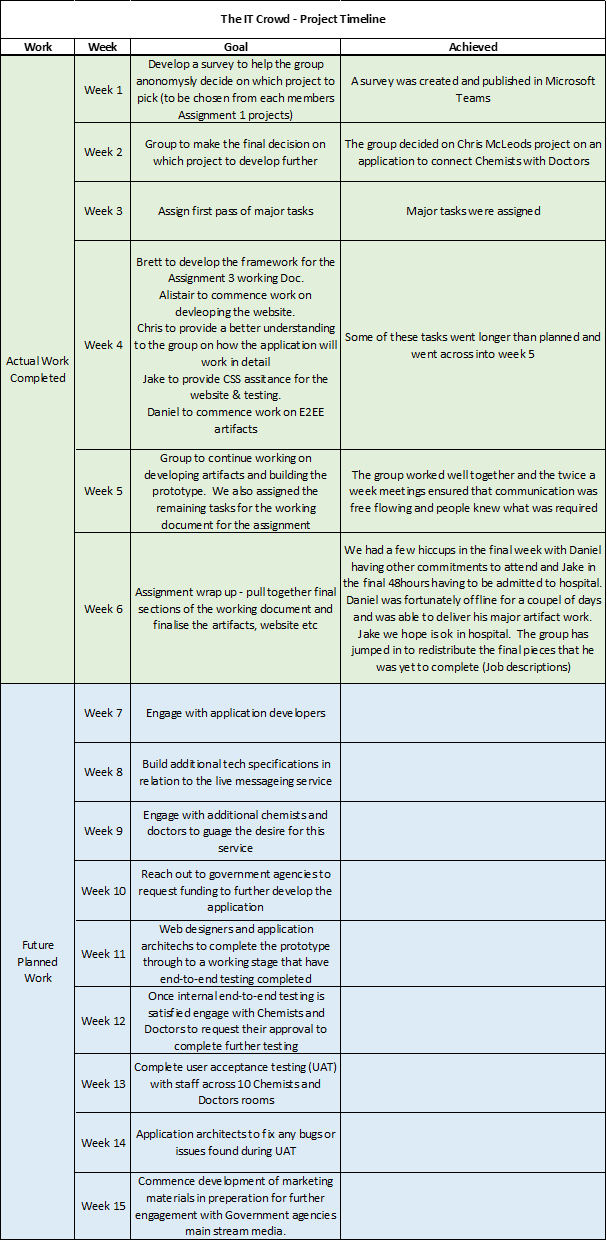 The IT Crowd - Project Timeline
Work
Week
Goal
Achieved
Actual Work
Completed
Week 1
Develop a survey to help the group
anonomysly decide on which project to
pick (to be chosen from each members
Assignment 1 projects)
A survey was created and published in Microsoft
Teams
Week 2
Group to make the final decision on
which project to develop further
The group decided on Chris McLeods project on an
application to connect Chemists with Doctors
Week 3
Assign first pass of major tasks
Major tasks were assigned
Week 4
Brett to develop the framework for the
Assignment 3 working Doc.
Alistair to commence work on
devleoping the website.
Chris to provide a better understanding
to the group on how the application will
work in detail
Jake to provide CSS assitance for the
website & testing.
Daniel to commence work on E2EE
artifacts
Some of these tasks went longer than planned and
went across into week 5
Week 5
Group to continue working on
developing artifacts and building the
prototype. We also assigned the
remaining tasks for the working
document for the assignment
The group worked well together and the twice a
week meetings ensured that communication was
free flowing and people knew what was required
Week 6
Assignment wrap up - pull together final
sections of the working document and
finalise the artifacts, website etc
We had a few hiccups in the final week with Daniel
having other commitments to attend and Jake in
the final 48hours having to be admitted to hospital.
Daniel was fortunately offline for a coupel of days
and was able to deliver his major artifact work.
Jake we hope is ok in hospital. The group has
jumped in to redistribute the final pieces that he
was yet to complete (Job descriptions)
Future
Planned
Work
Week 7
Engage with application developers
Week 8
Build additional tech specifications in
relation to the live messageing service
Week 9
Engage with additional chemists and
doctors to guage the desire for this
service
Week 10
Reach out to government agencies to
request funding to further develop the
application
Week 11
Web designers and application
architechs to complete the prototype
through to a working stage that have
end-to-end testing completed
Week 12
Once internal end-to-end testing is
satisfied engage with Chemists and
Doctors to request their approval to
complete further testing
Week 13
Complete user acceptance testing (UAT)
with staff across 10 Chemists and
Doctors rooms
Week 14
Application architects to fix any bugs or
issues found during UAT
Week 15
Commence development of marketing
materials in preperation for further
engagement with Government agencies
main stream media.